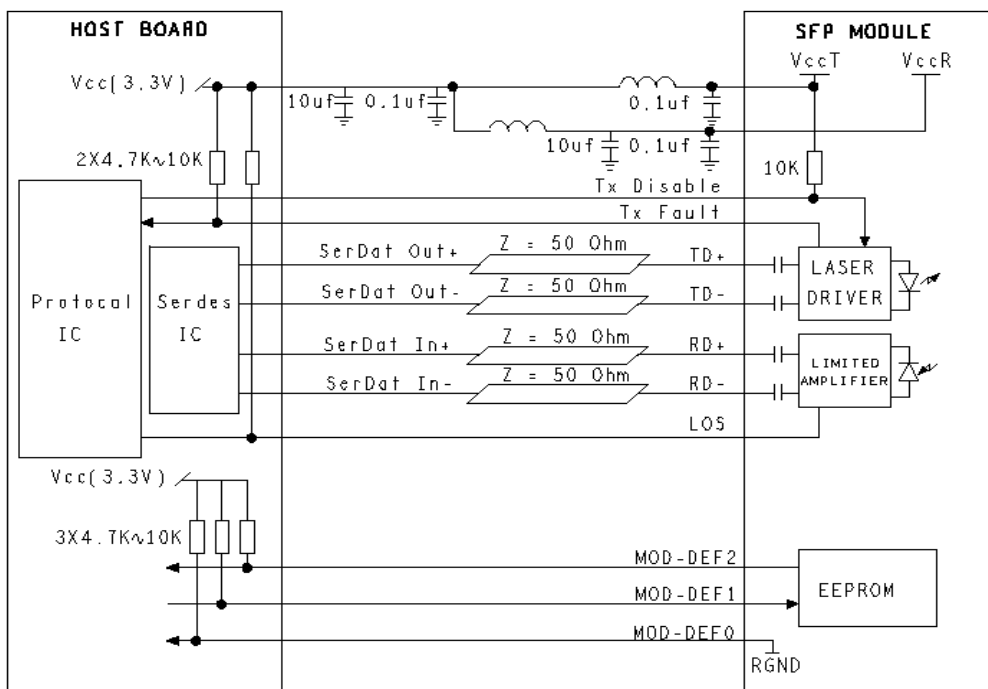 HOST BOARD
SFP MODULE
VccT
VccR
Vcc(3.3V)
10uf
0.1uf
0.1uf
10uf
0.1uf
2X4.7K~10K
10K
Tx Disable
Tx Fault
SerDat Out+
Z = 50 Ohm
TD+
SerDat Out-
Z = 50 Ohm
TD-
LASER
DRIVER
Protocal
IC
Serdes
IC
SerDat In+
Z = 50 Ohm
RD+
SerDat In-
Z = 50 Ohm
RD-
LIMITED
AMPLIFIER
LOS
Vcc(3.3V)
3X4.7K~10K
MOD-DEF2
MOD-DEF1
MOD-DEF0
EEPROM
RGND